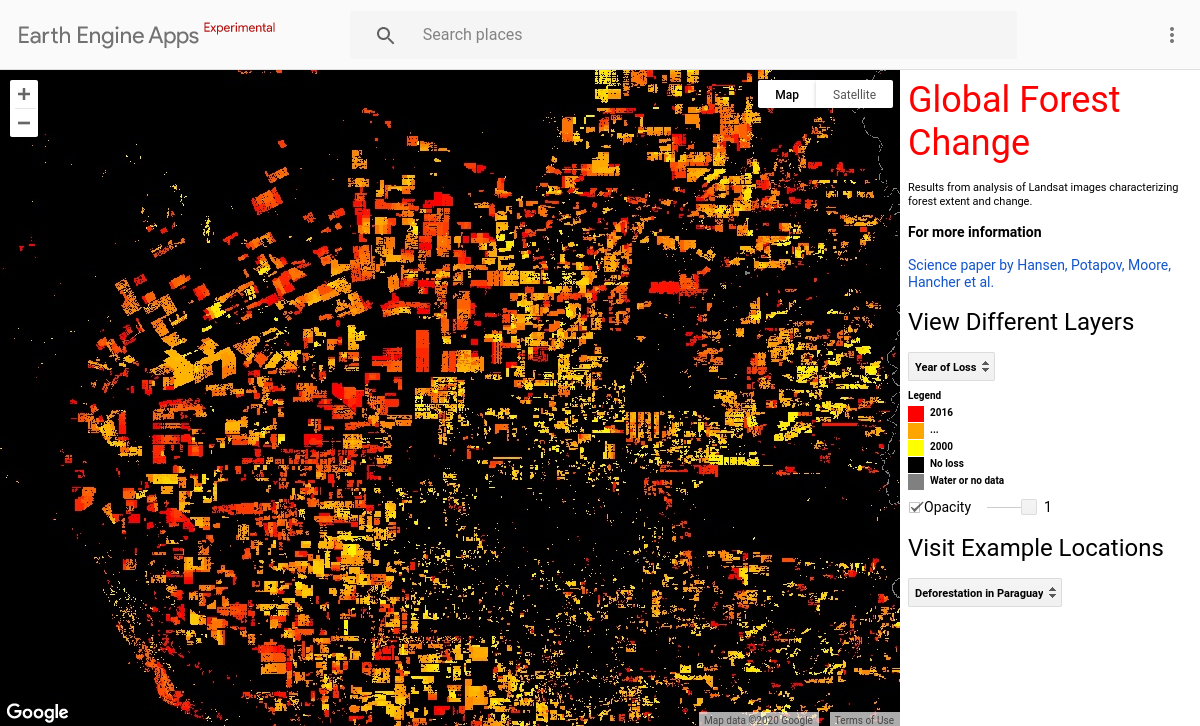 Earth Engine Apps Experimental
Search places
+
−
Map Satellite
Google
Map data ©2020 Google Terms of Use
Global Forest
Change
Results from analysis of Landsat images characterizing
forest extent and change.
For more information
Science paper by Hansen, Potapov, Moore,
Hancher et al.
View Different Layers
Year of Loss
Legend
2016
...
2000
No loss
Water or no data
Opacity 1
Visit Example Locations
Deforestation in Paraguay